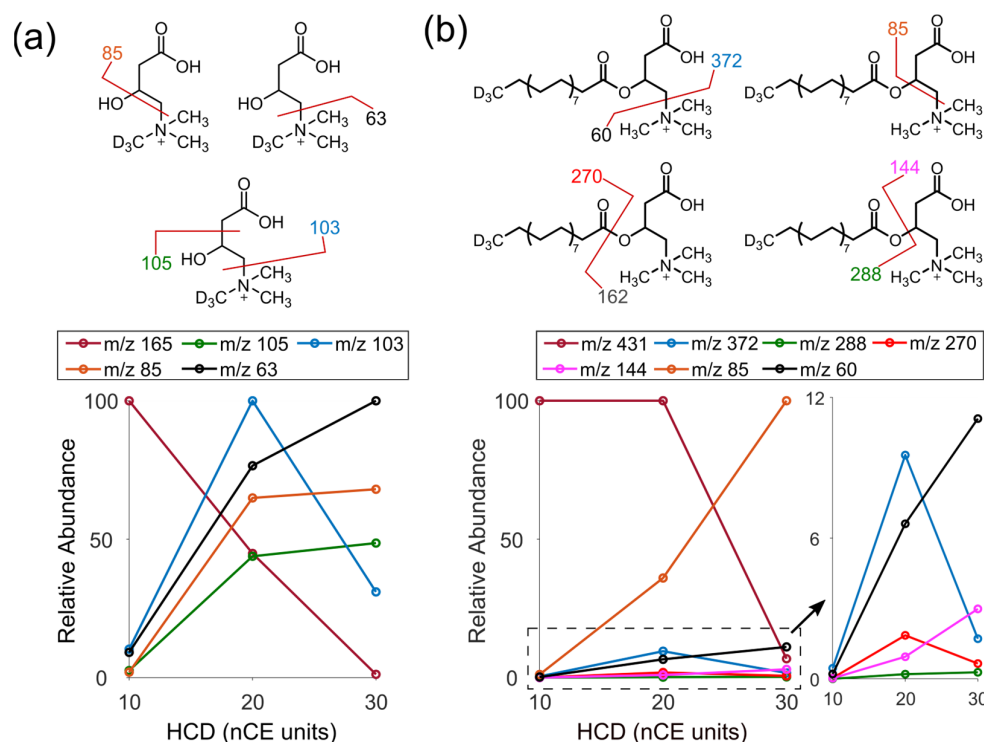 (a)
85
O
OH
HO
CH₃
N
D₃C
+
CH₃
O
OH
HO
CH₃
N
D₃C
+
CH₃
63
O
OH
105
HO
103
CH₃
N
D₃C
+
CH₃
m/z 165 m/z 105 m/z 103
m/z 85 m/z 63
Relative Abundance
100
50
0
10 20 30
HCD (nCE units)
(b)
O
O
OH
372
D₃C
7
O
CH₃
60
N
H₃C
+
CH₃
85
O
O
OH
D₃C
7
O
CH₃
N
H₃C
+
CH₃
270
O
O
OH
D₃C
7
O
CH₃
N
H₃C
+
CH₃
162
144
O
O
OH
D₃C
7
O
CH₃
N
288
H₃C
+
CH₃
m/z 431 m/z 372 m/z 288 m/z 270
m/z 144 m/z 85 m/z 60
Relative Abundance
100
50
0
10 20 30
HCD (nCE units)
12
6
0
10 20 30